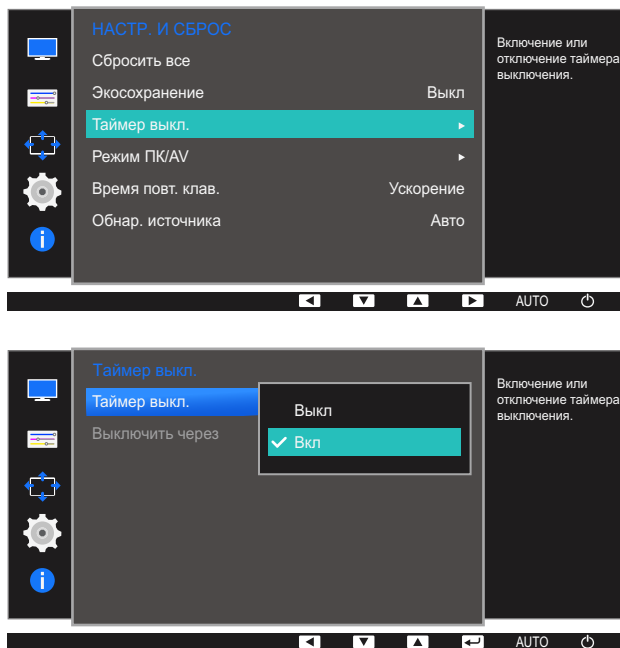 НАСТР. И СБРОС
Сбросить все
Экосохранение Выкл
Таймер выкл.
Режим ПК/AV
Время повт. клав. Ускорение
Обнар. источника Авто
Включение или
отключение таймера
выключения.
AUTO
Таймер выкл.
Таймер выкл.
Выключить через
Выкл
Вкл
Включение или
отключение таймера
выключения.
AUTO